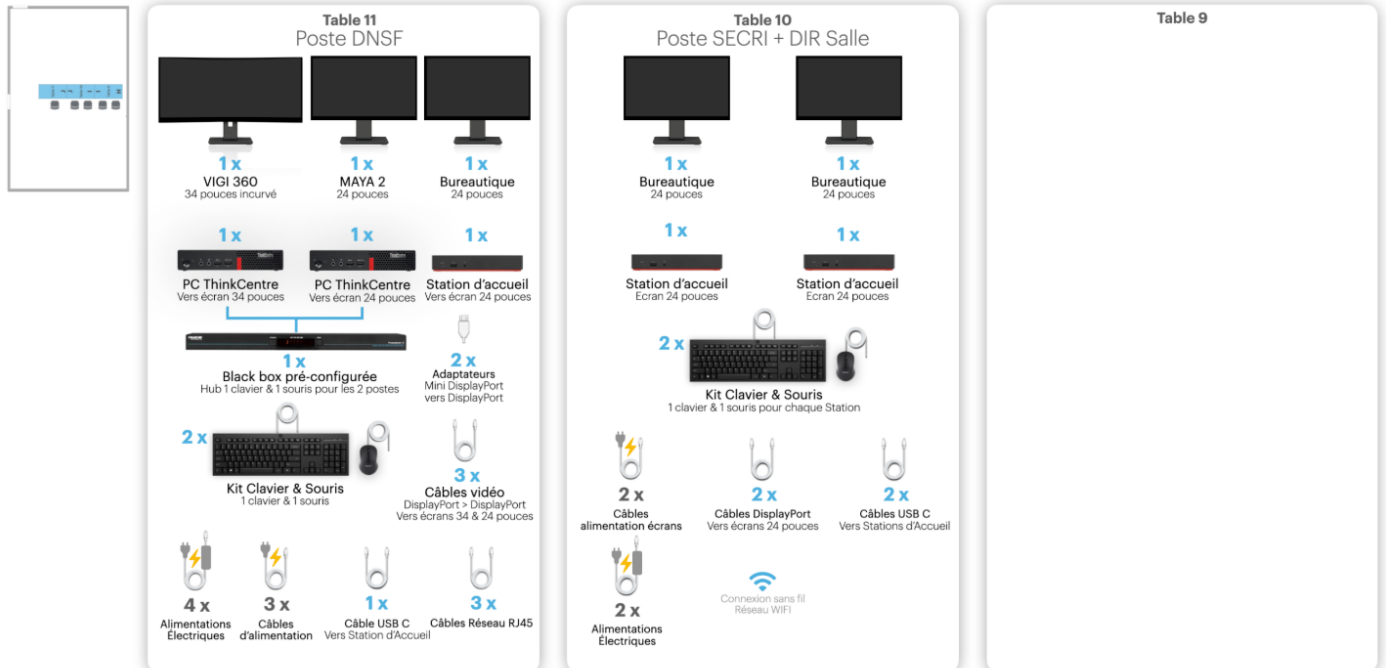 Table 11
Poste DNSF
1 x
VIGI 360
34 pouces incurvé
1 x
MAYA 2
24 pouces
1 x
Bureautique
24 pouces
1 x
PC ThinkCentre
Vers écran 34 pouces
1 x
PC ThinkCentre
Vers écran 24 pouces
1 x
Station d'accueil
Vers écran 24 pouces
1 x
Black box pré-configurée
Hub 1 clavier & 1 souris pour les 2 postes
2 x
Adaptateurs
Mini DisplayPort
vers DisplayPort
2 x
Kit Clavier & Souris
1 clavier & 1 souris
3 x
Câbles vidéo
DisplayPort > DisplayPort
Vers écrans 34 & 24 pouces
4 x
Alimentations
Électriques
3 x
Câbles
d'alimentation
1 x
Câble USB C
Vers Station d'Accueil
3 x
Câbles Réseau RJ45
Table 10
Poste SECRI + DIR Salle
1 x
Bureautique
24 pouces
1 x
Bureautique
24 pouces
1 x
Station d'accueil
Ecran 24 pouces
1 x
Station d'accueil
Ecran 24 pouces
2 x
Kit Clavier & Souris
1 clavier & 1 souris pour chaque Station
2 x
Câbles
alimentation écrans
2 x
Câbles DisplayPort
Vers écrans 24 pouces
2 x
Câbles USB C
Vers Stations d'Accueil
2 x
Alimentations
Électriques
Connexion sans fil
Réseau WIFI
Table 9